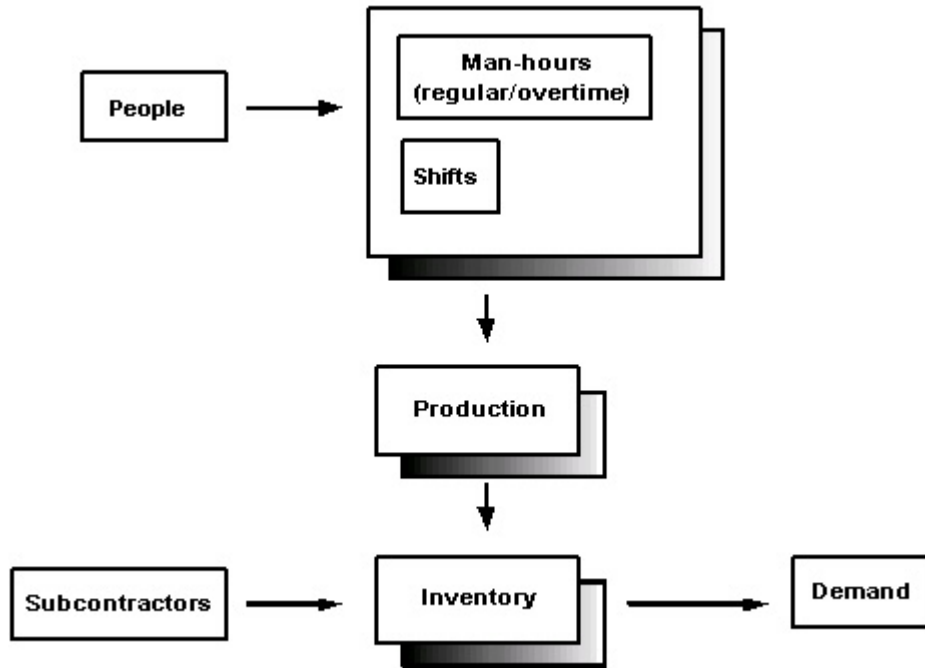 Man-hours
(regular/overtime)
People
Shifts
Production
Subcontractors
Inventory
Demand